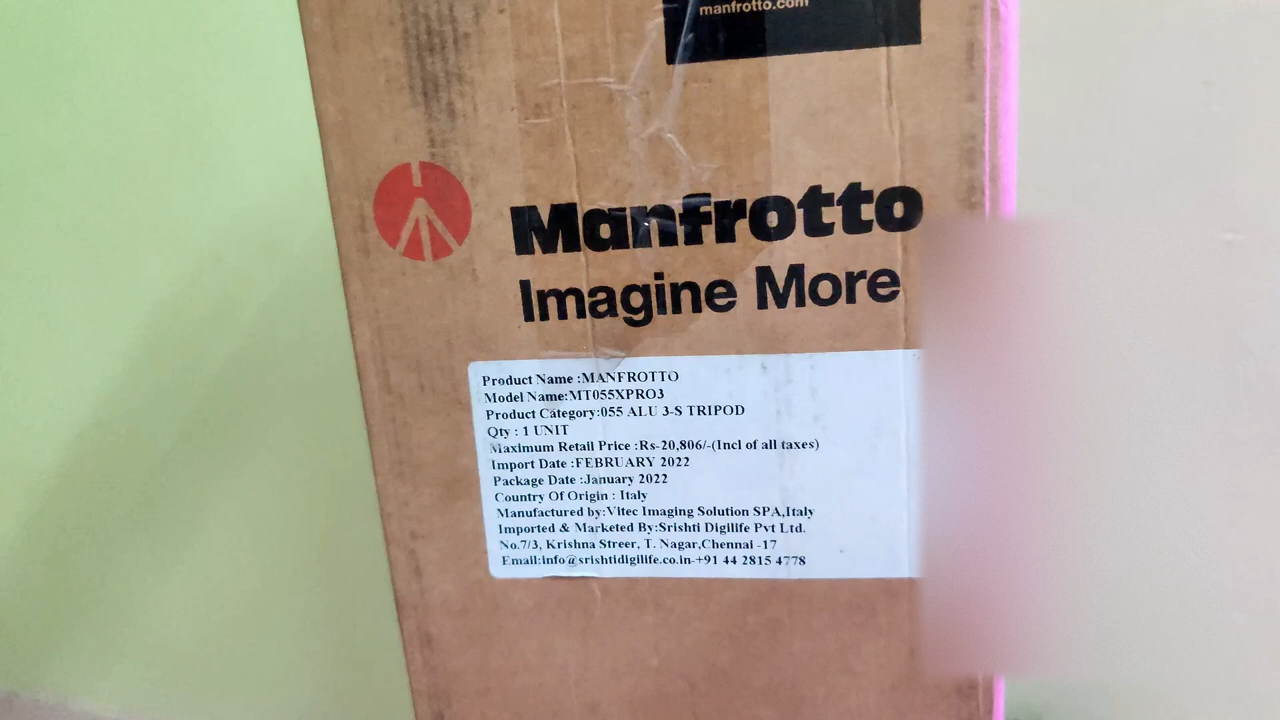 manfrotto.com
Manfrotto
Imagine More
Product Name :MANFROTTO
Model Name:MT055XPRO3
Product Category:055 ALU 3-S TRIPOD
Qty : 1 UNIT
Maximum Retail Price :Rs-20,806/-(Incl of all taxes)
Import Date :FEBRUARY 2022
Package Date :January 2022
Country Of Origin : Italy
Manufactured by:Vitec Imaging Solution SPA,Italy
Imported & Marketed By:Srishti Digilife Pvt Ltd.
No.7/3, Krishna Streer, T. Nagar,Chennai -17
Email:info@srishtidigilife.co.in-+91 44 2815 4778